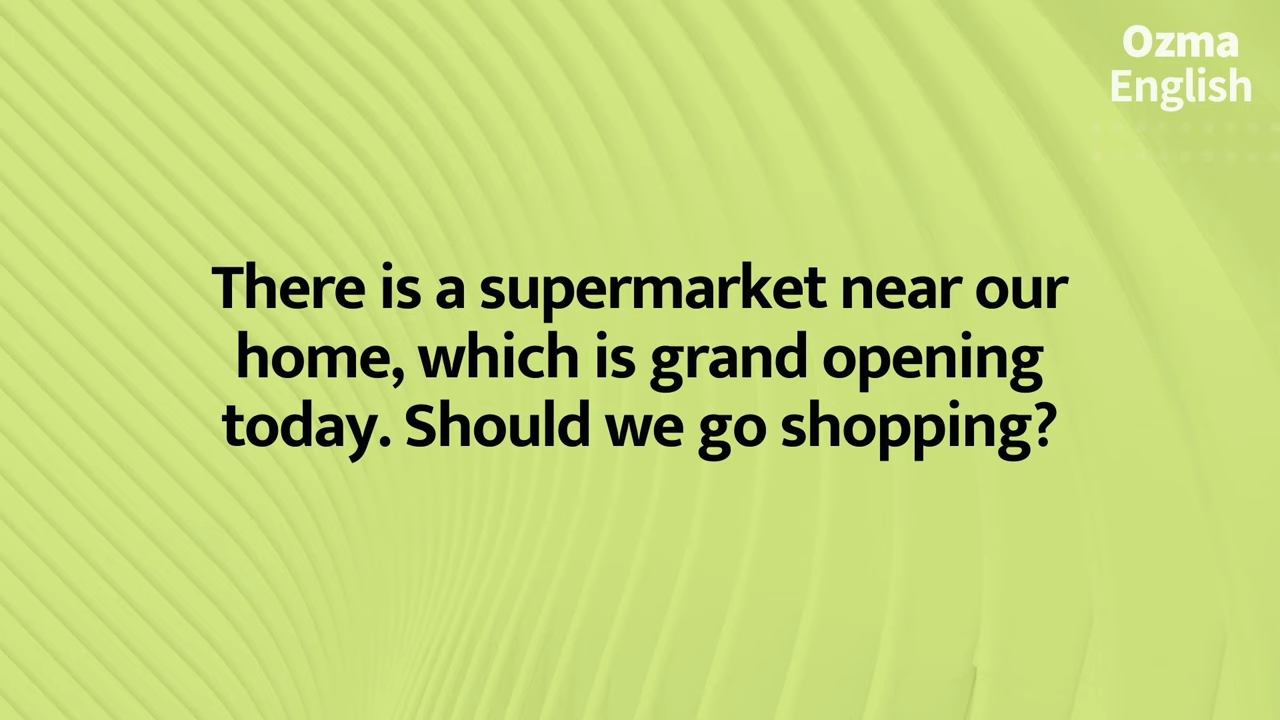 Ozma
English
There is a supermarket near our
home, which is grand opening
today. Should we go shopping?